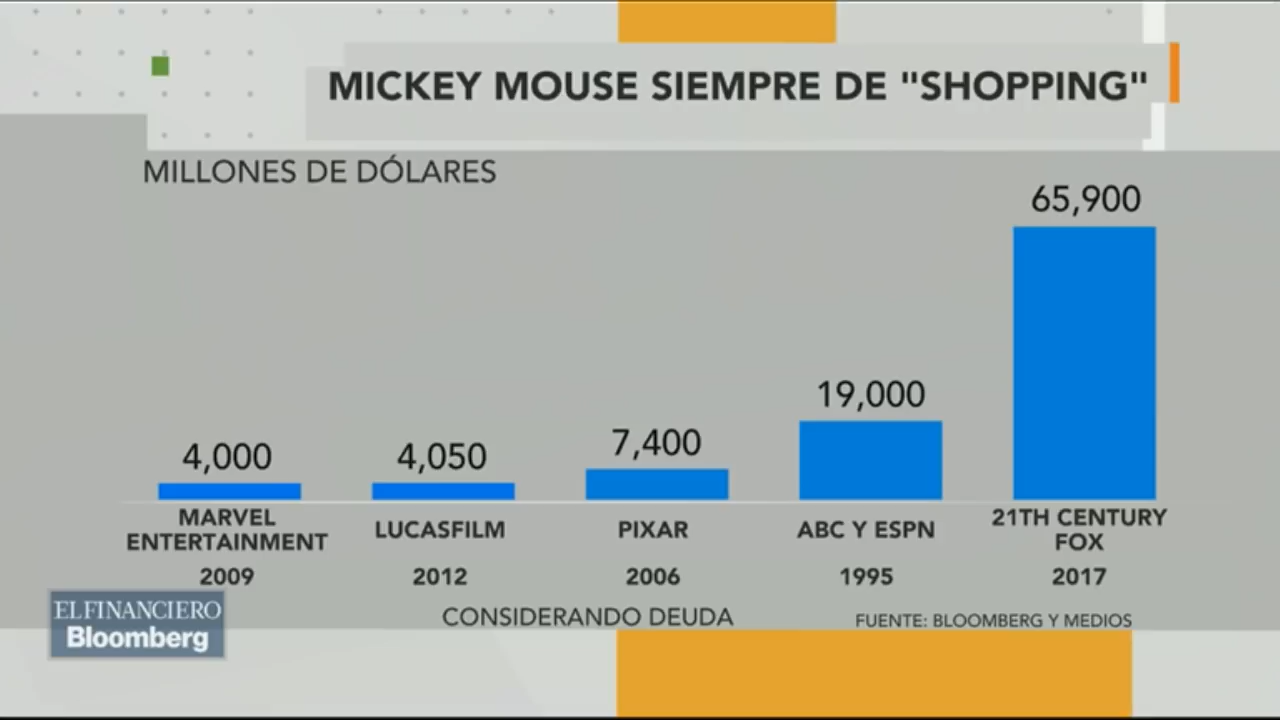 MICKEY MOUSE SIEMPRE DE "SHOPPING"
MILLONES DE DÓLARES
4,000
4,050
7,400
19,000
65,900
MARVEL
ENTERTAINMENT
2009
LUCASFILM
2012
PIXAR
2006
ABC Y ESPN
1995
21TH CENTURY
FOX
2017
CONSIDERANDO DEUDA
FUENTE: BLOOMBERG Y MEDIOS
EL FINANCIERO
Bloomberg